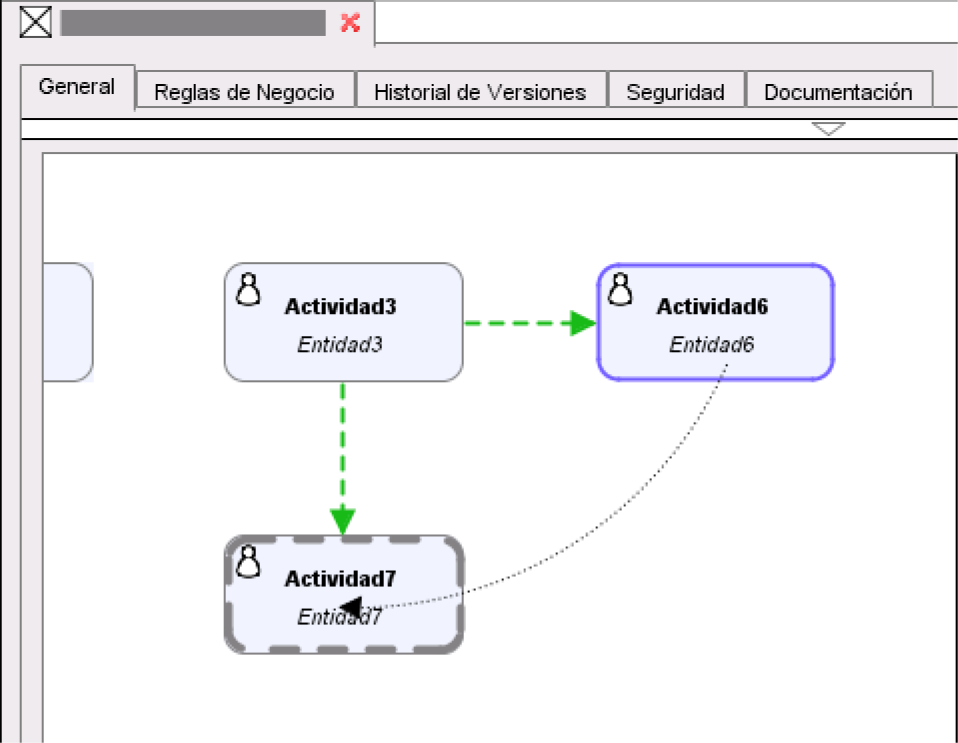 General
Reglas de Negocio
Historial de Versiones
Seguridad
Documentación
Actividad3
Entidad3
Actividad6
Entidad6
Actividad7
Entidad7